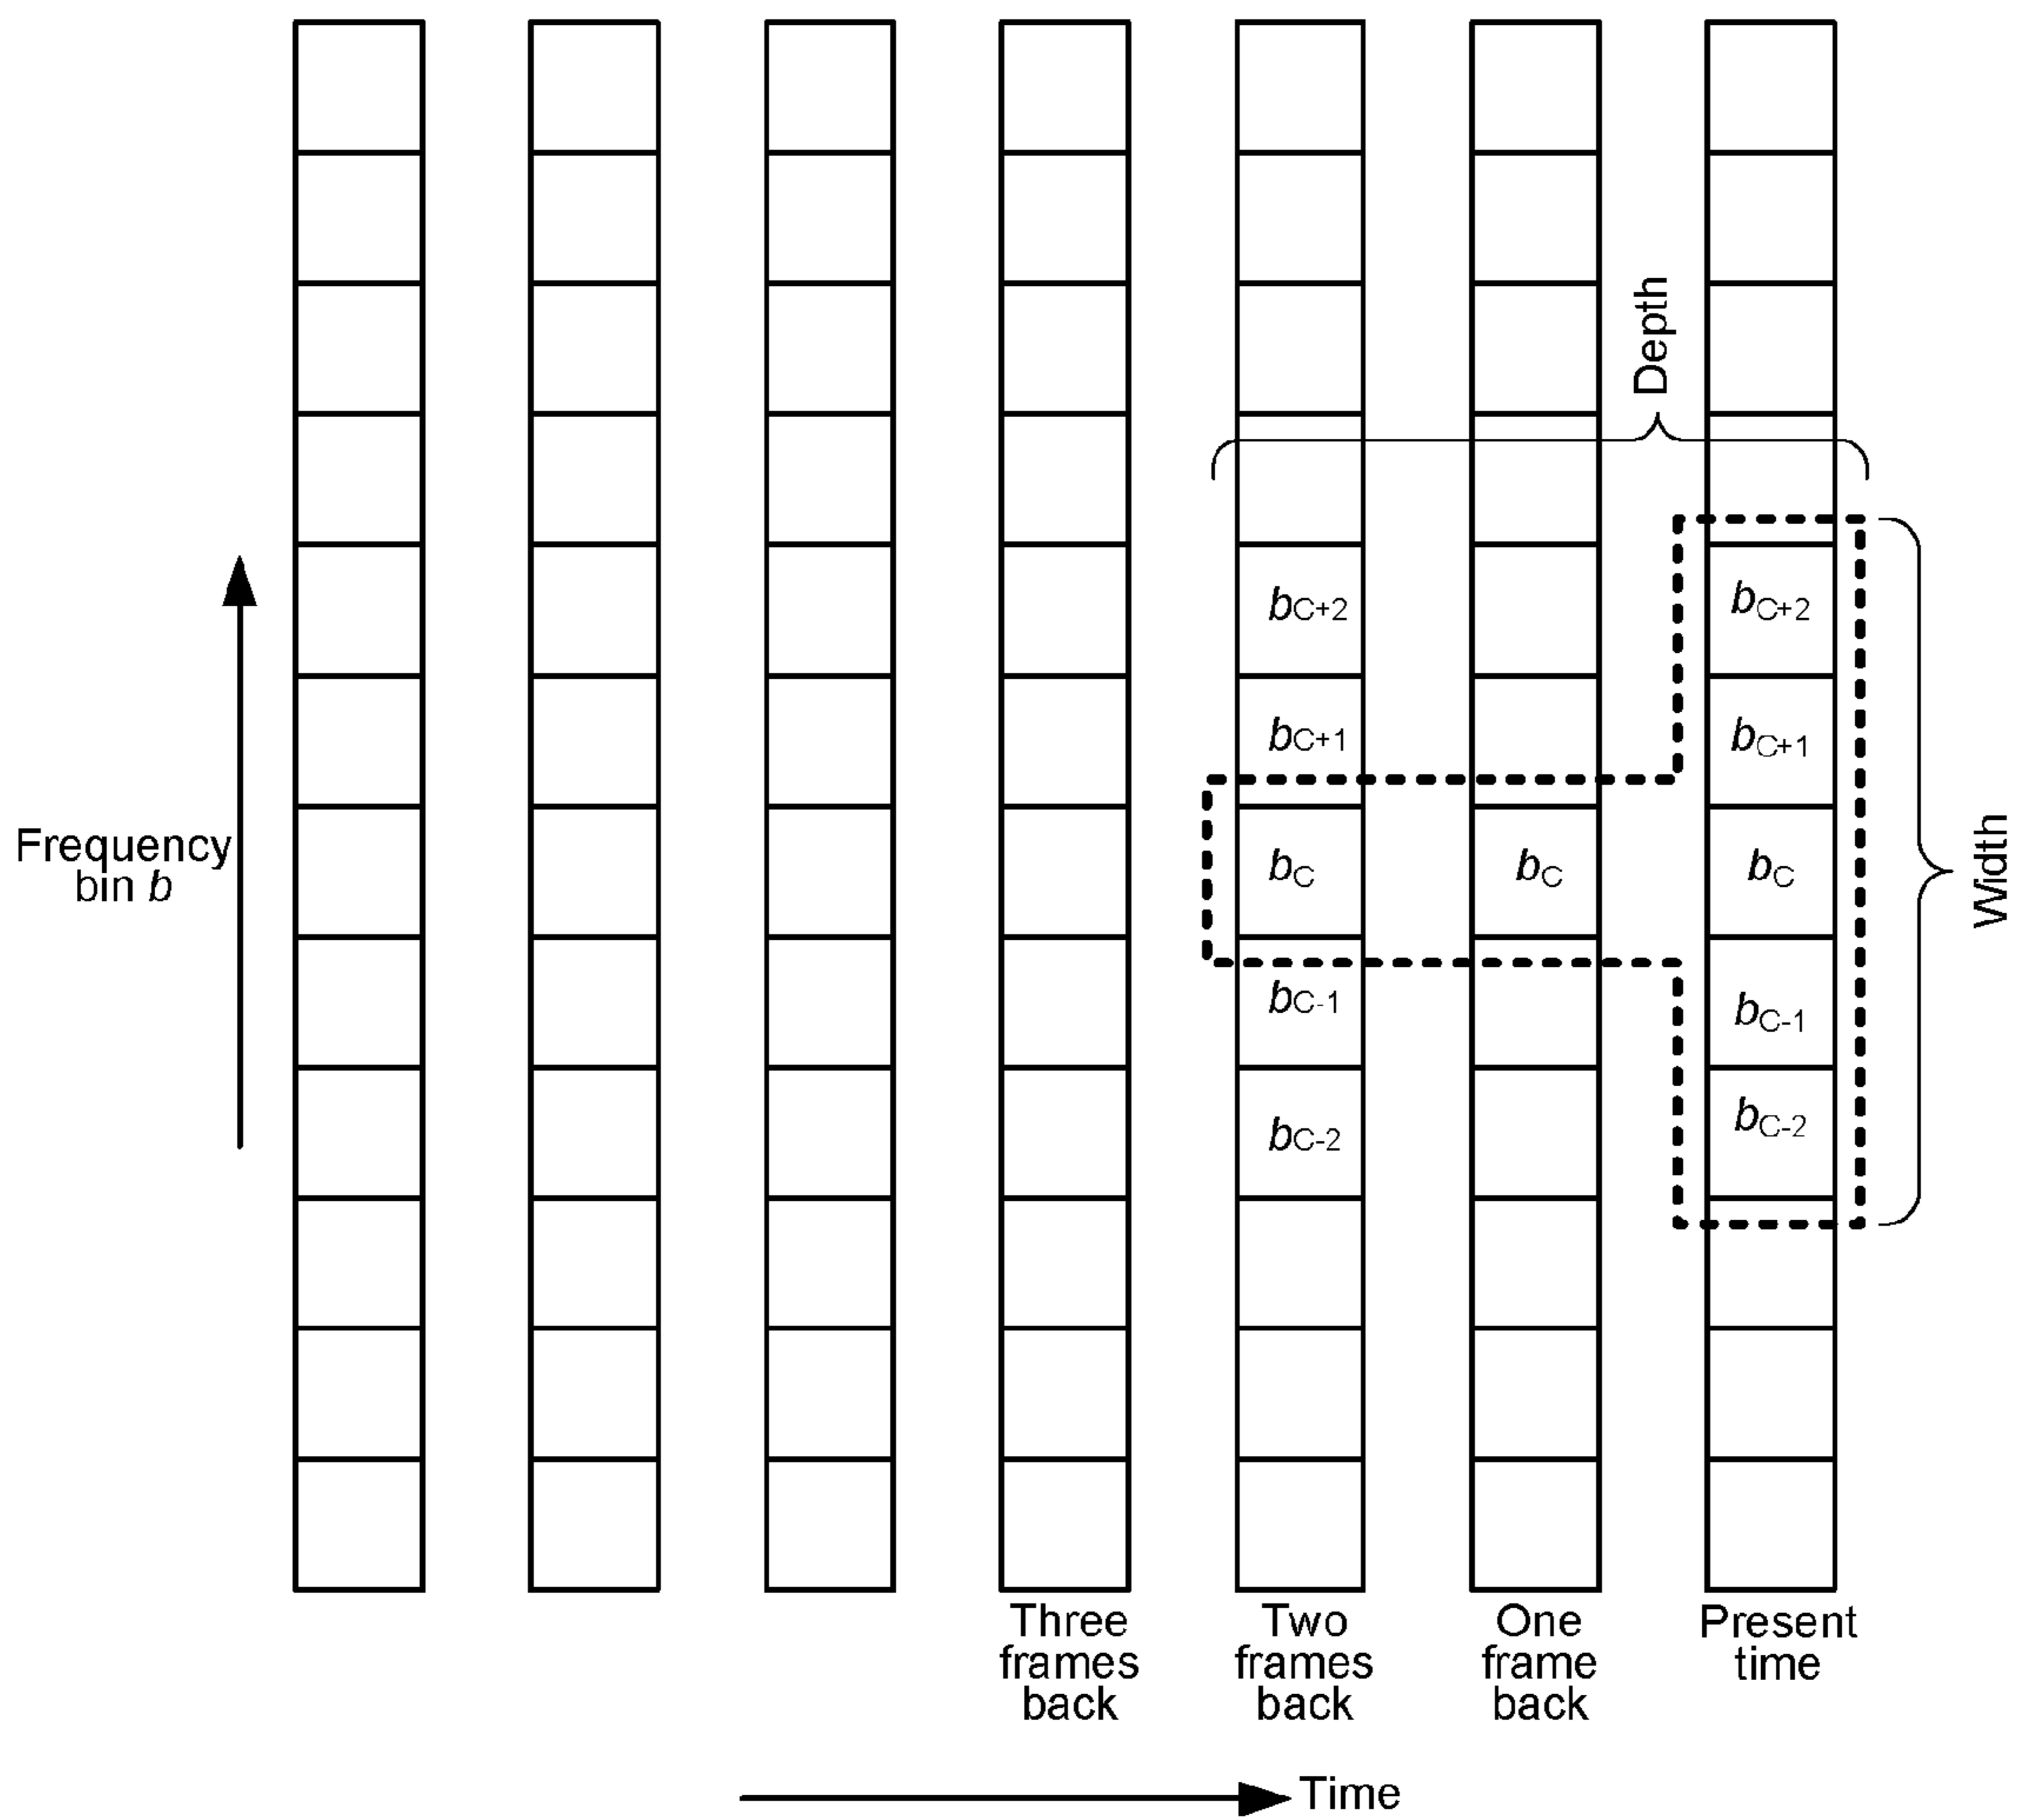 Depth
bC+2
bC+2
bC+1
bC+1
Frequency
bin b
bC
bC
bC
Width
bC-1
bC-1
bC-2
bC-2
Three
frames
back
Two
frames
back
One
frame
back
Present
time
Time